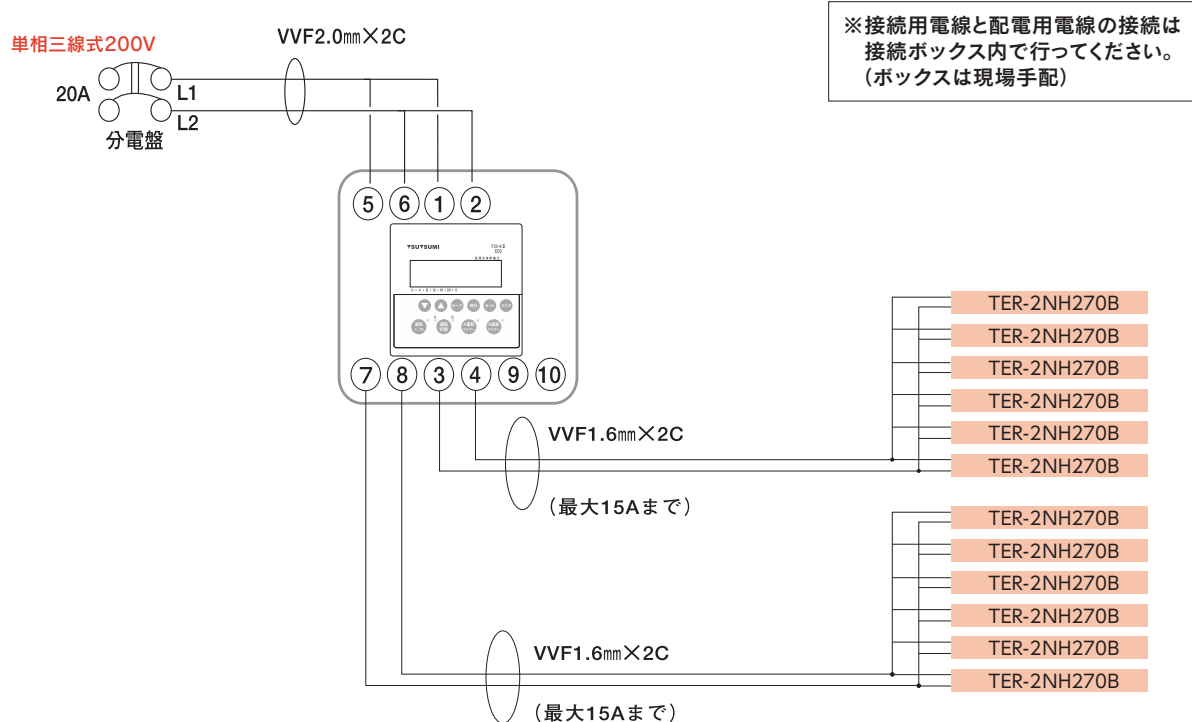 ※接続用電線と配電用電線の接続は
接続ボックス内で行ってください。
（ボックスは現場手配）
単相三線式200V
VVF2.0㎜×2C
20A
L1
L2
分電盤
5
6
1
2
TSUTSUMI
7
8
3
4
9
10
VVF1.6㎜×2C
（最大15Aまで）
TER-2NH270B
TER-2NH270B
TER-2NH270B
TER-2NH270B
TER-2NH270B
TER-2NH270B
VVF1.6㎜×2C
（最大15Aまで）
TER-2NH270B
TER-2NH270B
TER-2NH270B
TER-2NH270B
TER-2NH270B
TER-2NH270B